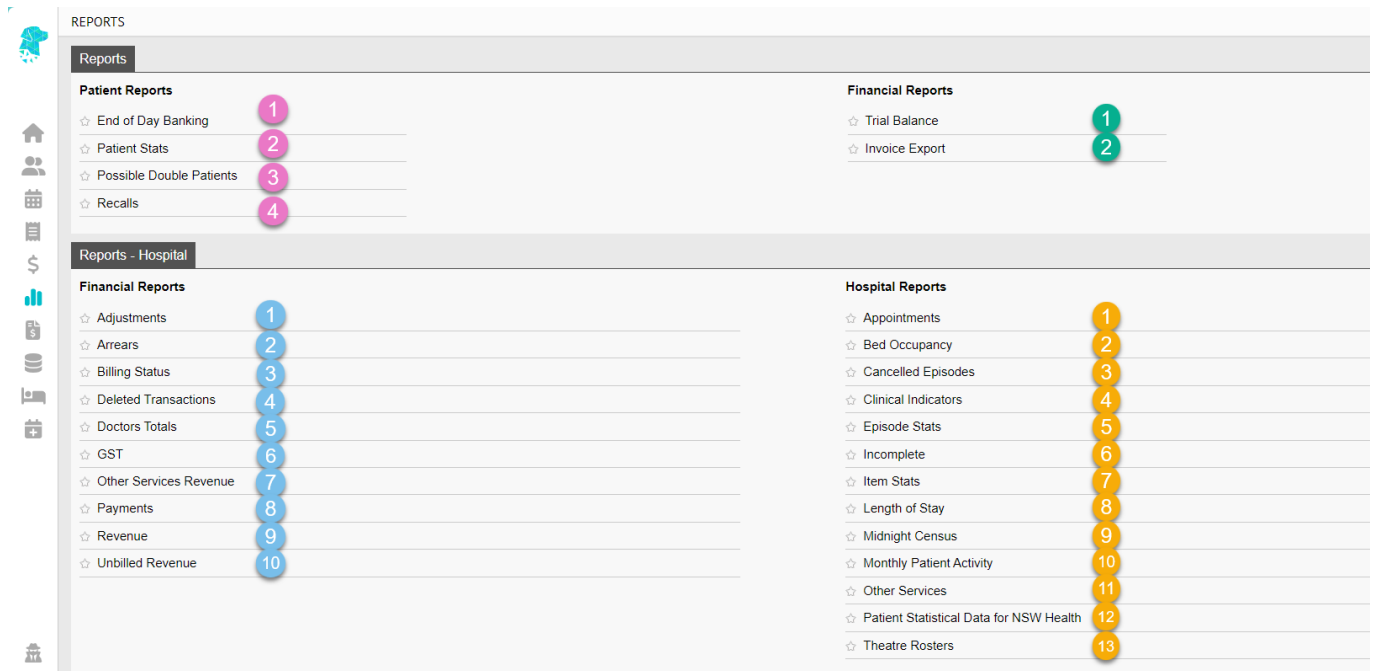 REPORTS
Reports
Patient Reports
End of Day Banking 1
Patient Stats 2
Possible Double Patients 3
Recalls 4
Financial Reports
Trial Balance 1
Invoice Export 2
Reports - Hospital
Financial Reports
Adjustments 1
Arrears 2
Billing Status 3
Deleted Transactions 4
Doctors Totals 5
GST 6
Other Services Revenue 7
Payments 8
Revenue 9
Unbilled Revenue 10
Hospital Reports
Appointments 1
Bed Occupancy 2
Cancelled Episodes 3
Clinical Indicators 4
Episode Stats 5
Incomplete 6
Item Stats 7
Length of Stay 8
Midnight Census 9
Monthly Patient Activity 10
Other Services 11
Patient Statistical Data for NSW Health 12
Theatre Rosters 13